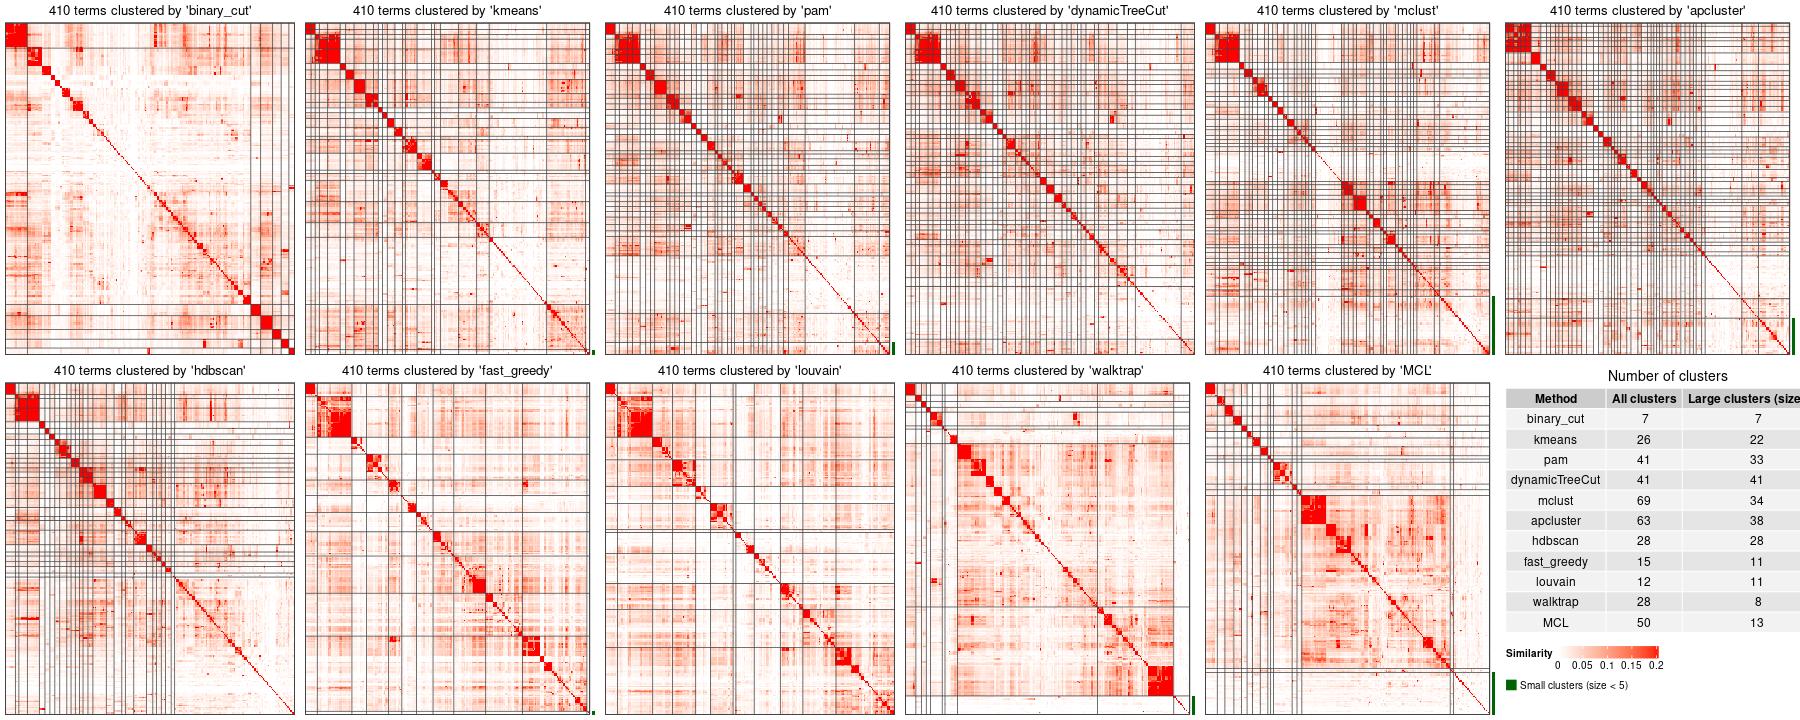 410 terms clustered by 'binary_cut'
410 terms clustered by 'kmeans'
410 terms clustered by 'pam'
410 terms clustered by 'dynamicTreeCut'
410 terms clustered by 'mclust'
410 terms clustered by 'apcluster'
410 terms clustered by 'hdbscan'
410 terms clustered by 'fast_greedy'
410 terms clustered by 'louvain'
410 terms clustered by 'walktrap'
410 terms clustered by 'MCL'
Number of clusters
Method All clusters Large clusters (size
binary_cut 7 7
kmeans 26 22
pam 41 33
dynamicTreeCut 41 41
mclust 69 34
apcluster 63 38
hdbscan 28 28
fast_greedy 15 11
louvain 12 11
walktrap 28 8
MCL 50 13
Similarity
0 0.05 0.1 0.15 0.2
Small clusters (size < 5)